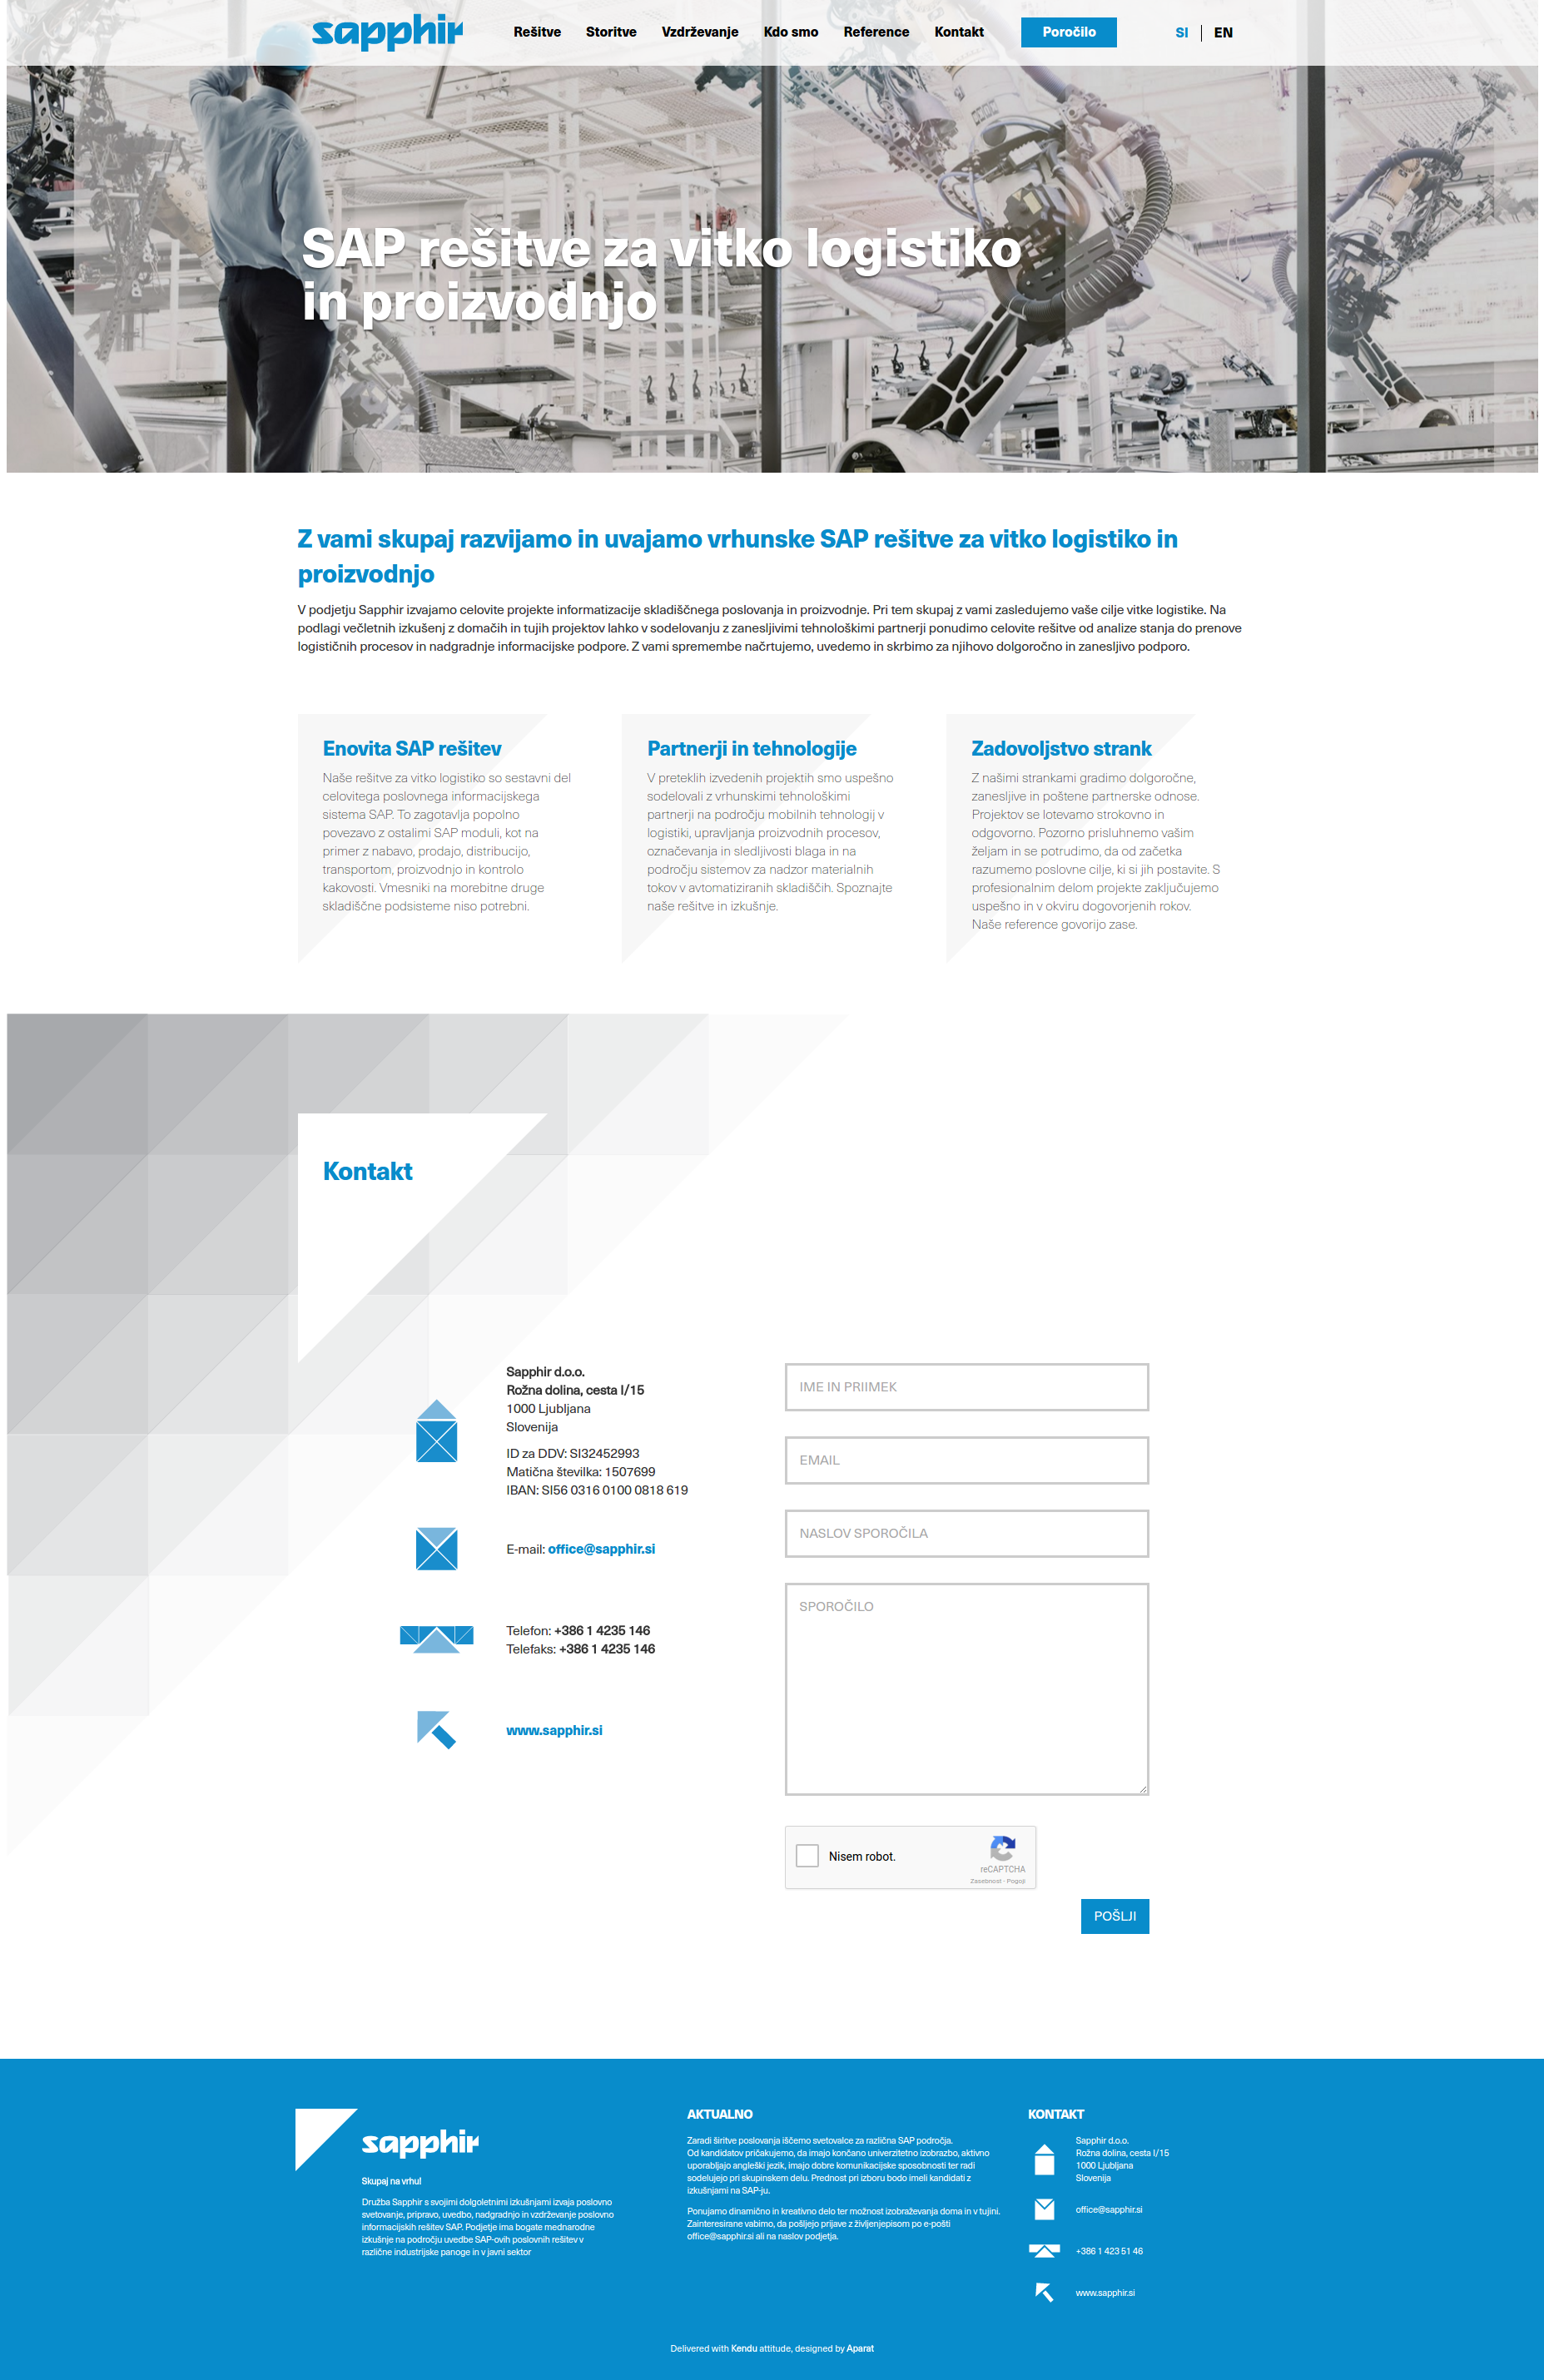 sapphir
Rešitve
Storitve
Vzdrževanje
Kdo smo
Reference
Kontakt
Poročilo
SI
EN
SAP rešitve za vitko logistiko
in proizvodnjo
Z vami skupaj razvijamo in uvajamo vrhunske SAP rešitve za vitko logistiko in
proizvodnjo
V podjetju Sapphir izvajamo celovite projekte informatizacije skladiščnega poslovanja in proizvodnje. Pri tem skupaj z vami zasledujemo vaše cilje vitke logistike. Na
podlagi večletnih izkušenj z domačih in tujih projektov lahko v sodelovanju z zanesljivimi tehnološkimi partnerji ponudimo celovite rešitve od analize stanja do prenove
logističnih procesov in nadgradnje informacijske podpore. Z vami spremembe načrtujemo, uvedemo in skrbimo za njihovo dolgoročno in zanesljivo podporo.
Enovita SAP rešitev
Naše rešitve za vitko logistiko so sestavni del
celovitega poslovnega informacijskega
sistema SAP. To zagotavlja popolno
povezavo z ostalimi SAP moduli, kot na
primer z nabavo, prodajo, distribucijo,
transportom, proizvodnjo in kontrolo
kakovosti. Vmesniki na morebitne druge
skladiščne podsisteme niso potrebni.
Partnerji in tehnologije
V preteklih izvedenih projektih smo uspešno
sodelovali z vrhunskimi tehnološkimi
partnerji na področju mobilnih tehnologij v
logistiki, upravljanja proizvodnih procesov,
označevanja in sledljivosti blaga in na
področju sistemov za nadzor materialnih
tokov v avtomatiziranih skladiščih. Spoznajte
naše rešitve in izkušnje.
Zadovoljstvo strank
Z našimi strankami gradimo dolgoročne,
zanesljive in poštene partnerske odnose.
Projektov se lotevamo strokovno in
odgovorno. Pozorno prisluhnemo vašim
željam in se potrudimo, da od začetka
razumemo poslovne cilje, ki si jih postavite. S
profesionalnim delom projekte zaključujemo
uspešno in v okviru dogovorjenih rokov.
Naše reference govorijo zase.
Kontakt
Sapphir d.o.o.
Rožna dolina, cesta I/15
1000 Ljubljana
Slovenija
ID za DDV: SI32452993
Matična številka: 1507699
IBAN: SI56 0316 0100 0818 619
E-mail: office@sapphir.si
Telefon: +386 1 4235 146
Telefaks: +386 1 4235 146
www.sapphir.si
IME IN PRIIMEK
EMAIL
NASLOV SPOROČILA
SPOROČILO
Nisem robot.
reCAPTCHA
Zasebnost - Pogoji
POŠLJI
sapphir
Skupaj na vrhu!
Družba Sapphir s svojimi dolgoletnimi izkušnjami izvaja poslovno
svetovanje, pripravo, uvedbo, nadgradnjo in vzdrževanje poslovno
informacijskih rešitev SAP. Podjetje ima bogate mednarodne
izkušnje na področju uvedbe SAP-ovih poslovnih rešitev v
različne industrijske panoge in v javni sektor
AKTUALNO
Zaradi širitve poslovanja iščemo svetovalce za različna SAP področja.
Od kandidatov pričakujemo, da imajo končano univerzitetno izobrazbo, aktivno
uporabljajo angleški jezik, imajo dobre komunikacijske sposobnosti ter radi
sodelujejo pri skupinskem delu. Prednost pri izboru bodo imeli kandidati z
izkušnjami na SAP-ju.
Ponujamo dinamično in kreativno delo ter možnost izobraževanja doma in v tujini.
Zainteresirane vabimo, da pošljejo prijave z življenjepisom po e-pošti
office@sapphir.si ali na naslov podjetja.
KONTAKT
Sapphir d.o.o.
Rožna dolina, cesta I/15
1000 Ljubljana
Slovenija
office@sapphir.si
+386 1 423 51 46
www.sapphir.si
Delivered with Kendu attitude, designed by Aparat